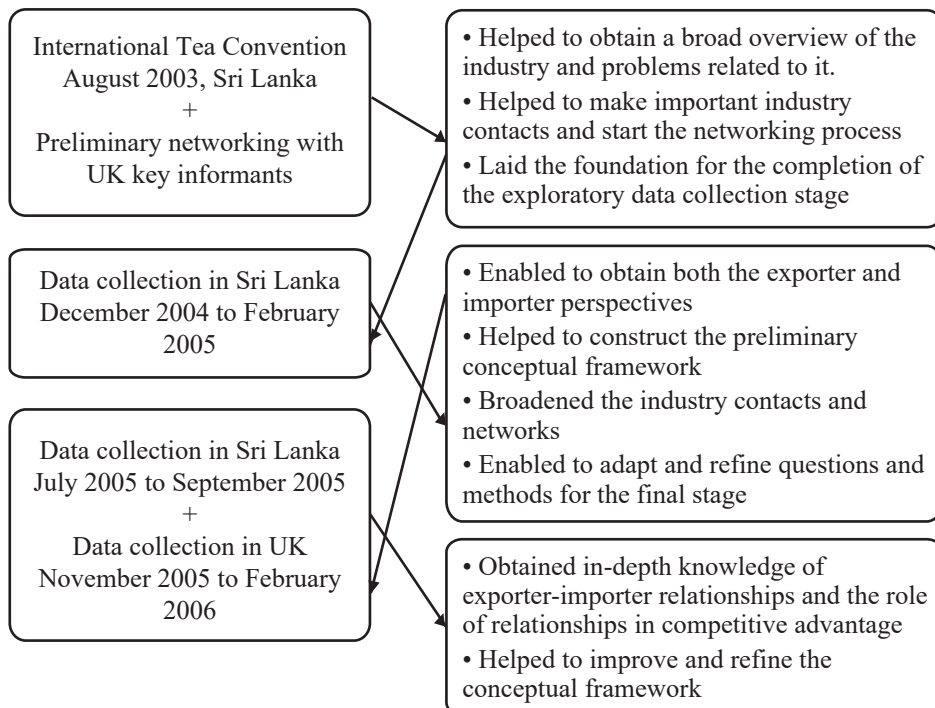 International Tea Convention
August 2003, Sri Lanka
+
Preliminary networking with
UK key informants
• Helped to obtain a broad overview of the
industry and problems related to it.
• Helped to make important industry
contacts and start the networking process
• Laid the foundation for the completion of
the exploratory data collection stage
Data collection in Sri Lanka
December 2004 to February
2005
• Enabled to obtain both the exporter and
importer perspectives
• Helped to construct the preliminary
conceptual framework
• Broadened the industry contacts and
networks
• Enabled to adapt and refine questions and
methods for the final stage
Data collection in Sri Lanka
July 2005 to September 2005
+
Data collection in UK
November 2005 to February
2006
• Obtained in-depth knowledge of
exporter-importer relationships and the role
of relationships in competitive advantage
• Helped to improve and refine the
conceptual framework